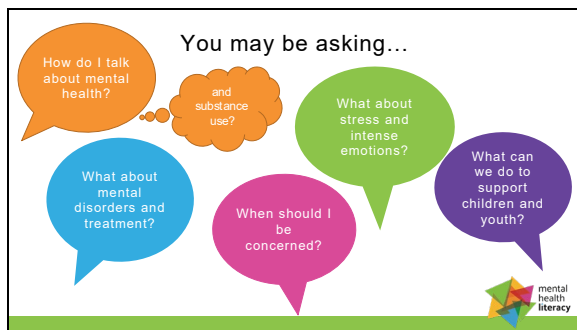 You may be asking…
How do I talk
about mental
health?
and
substance
use?
What about
stress and
intense
emotions?
What can
we do to
support
children and
youth?
What about
mental
disorders and
treatment?
When should I
be
concerned?
mental
health
literacy